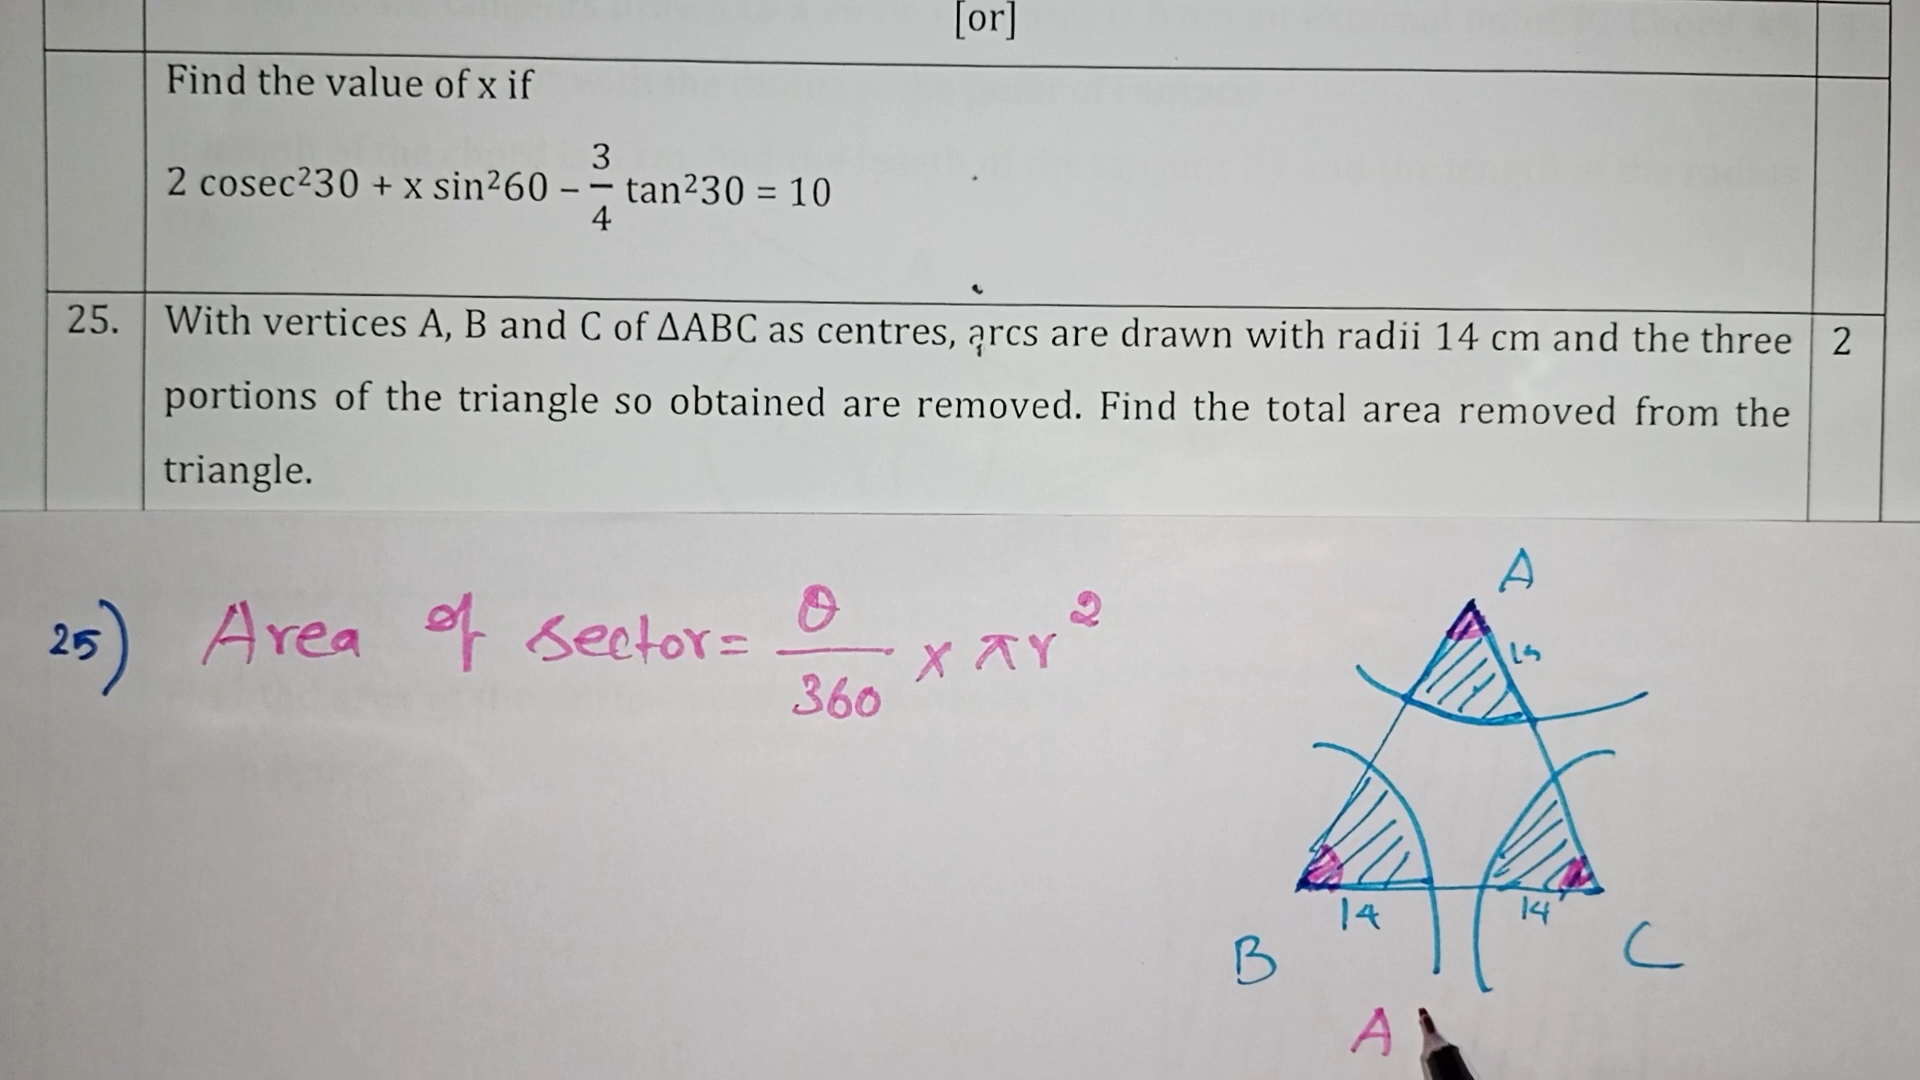 [or]
Find the value of x if
2 cosec²30 + x sin²60 – 3/4 tan²30 = 10
25. With vertices A, B and C of ΔABC as centres, arcs are drawn with radii 14 cm and the three 2
portions of the triangle so obtained are removed. Find the total area removed from the
triangle.
25) Area of sector = θ/360 × πr²
A
14 14
B C
A